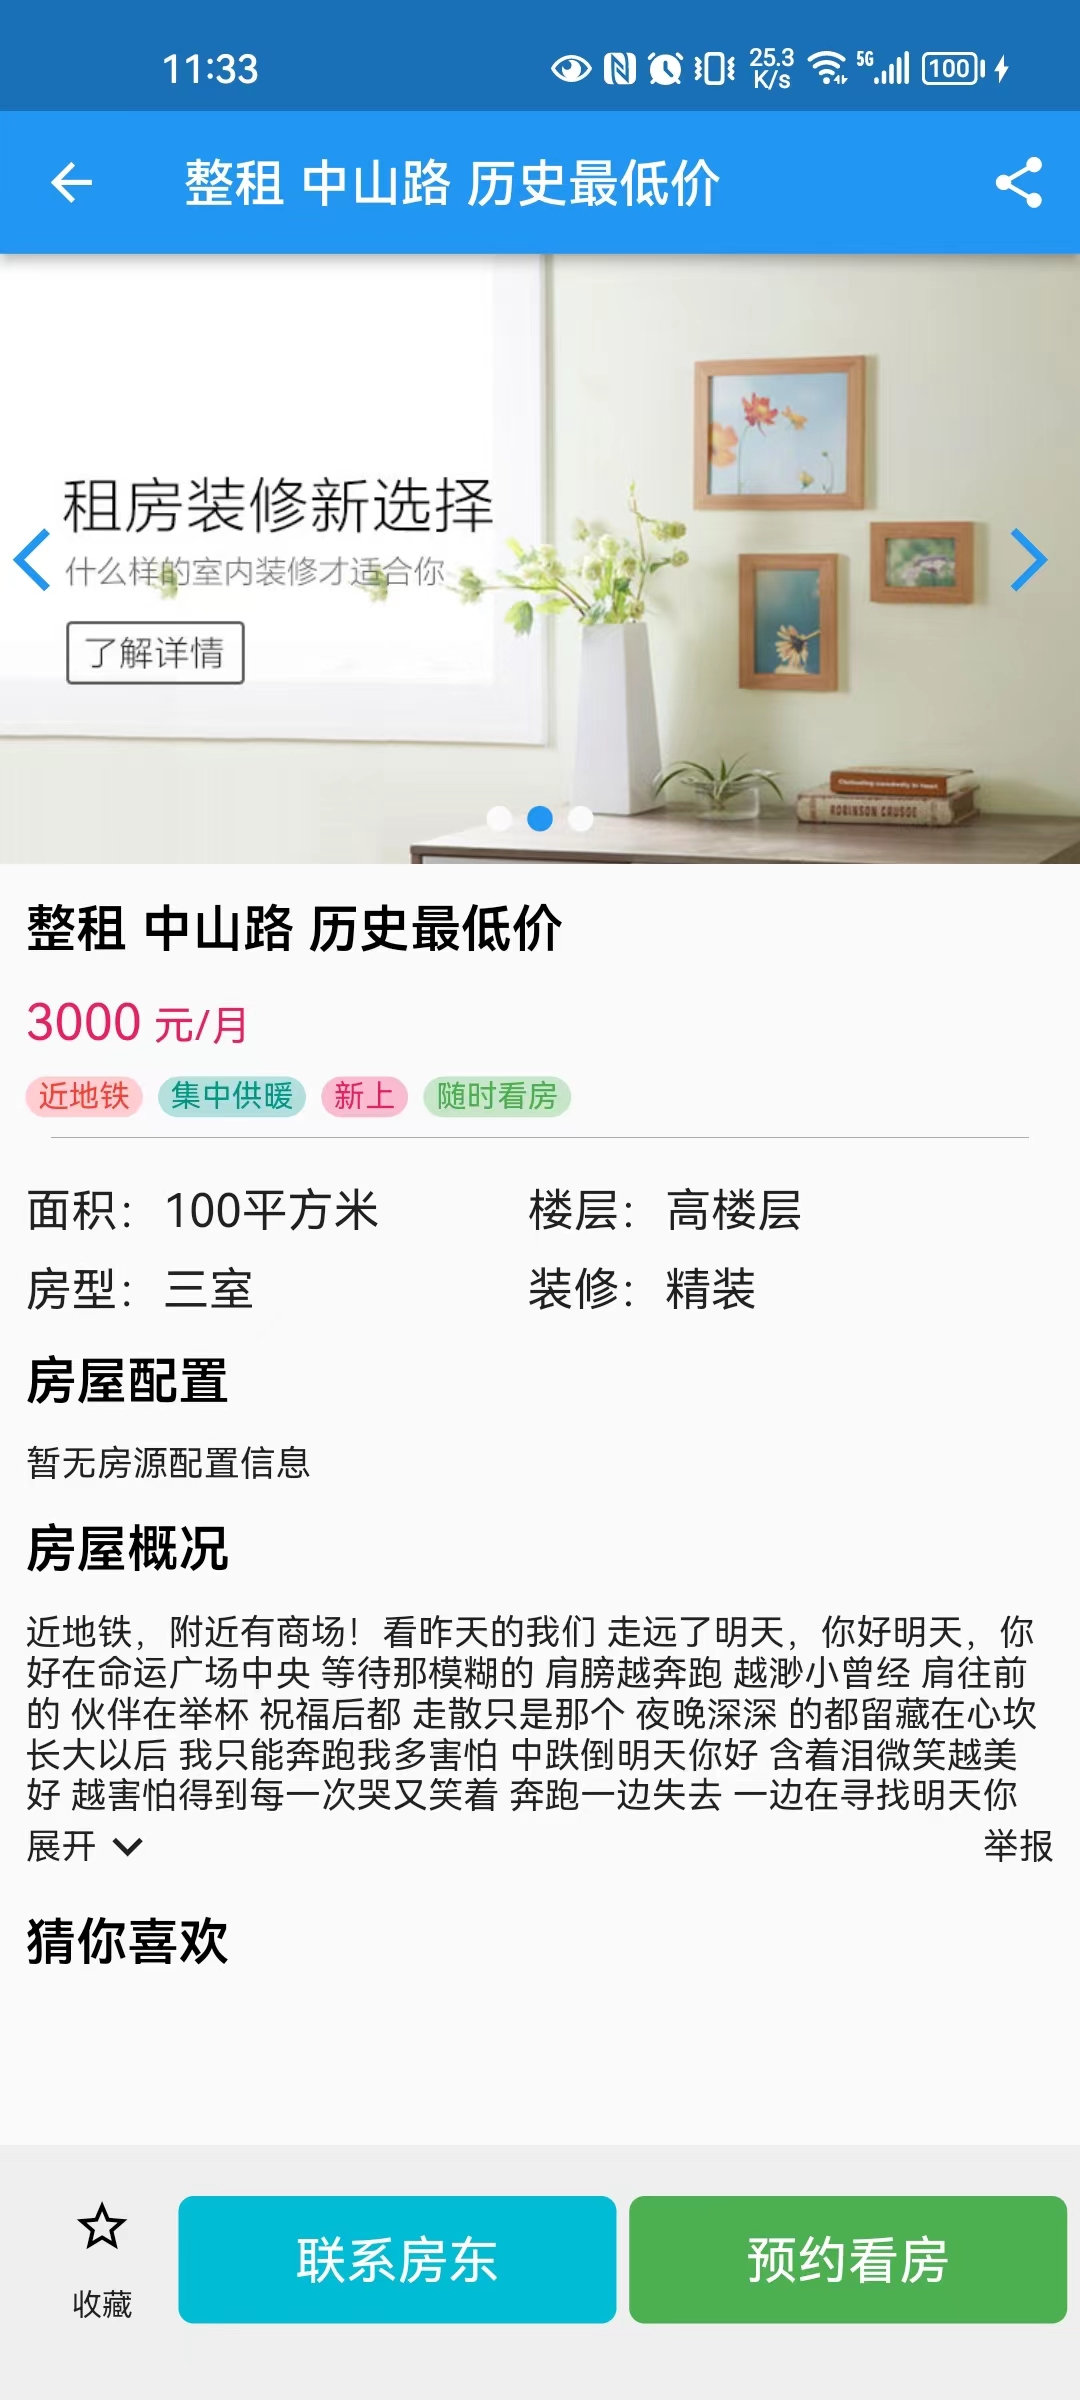 11:33
25.3
K/s
5G
100
整租 中山路 历史最低价
租房装修新选择
什么样的室内装修才适合你
了解详情
ROBINSON CRUSOE
整租 中山路 历史最低价
3000 元/月
近地铁 集中供暖 新上 随时看房
面积： 100平方米 楼层： 高楼层
房型： 三室 装修： 精装
房屋配置
暂无房源配置信息
房屋概况
近地铁，附近有商场！看昨天的我们 走远了明天，你好明天，你
好在命运广场中央 等待那模糊的 肩膀越奔跑 越渺小曾经 肩往前
的 伙伴在举杯 祝福后都 走散只是那个 夜晚深深 的都留藏在心坎
长大以后 我只能奔跑我多害怕 中跌倒明天你好 含着泪微笑越美
好 越害怕得到每一次哭又笑着 奔跑一边失去 一边在寻找明天你
展开 举报
猜你喜欢
收藏
联系房东
预约看房